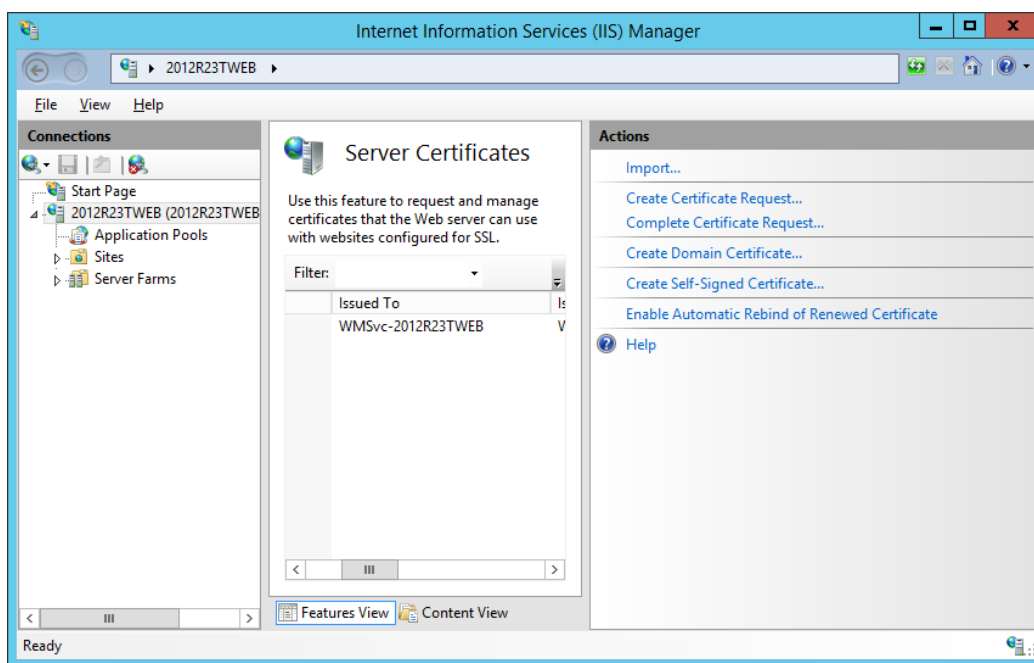 Internet Information Services (IIS) Manager
2012R23TWEB
File View Help
Connections
Start Page
2012R23TWEB (2012R23TWEB
Application Pools
Sites
Server Farms
Server Certificates
Use this feature to request and manage
certificates that the Web server can use
with websites configured for SSL.
Filter:
Issued To Is
WMSvc-2012R23TWEB W
Features View Content View
Actions
Import...
Create Certificate Request...
Complete Certificate Request...
Create Domain Certificate...
Create Self-Signed Certificate...
Enable Automatic Rebind of Renewed Certificate
Help
Ready